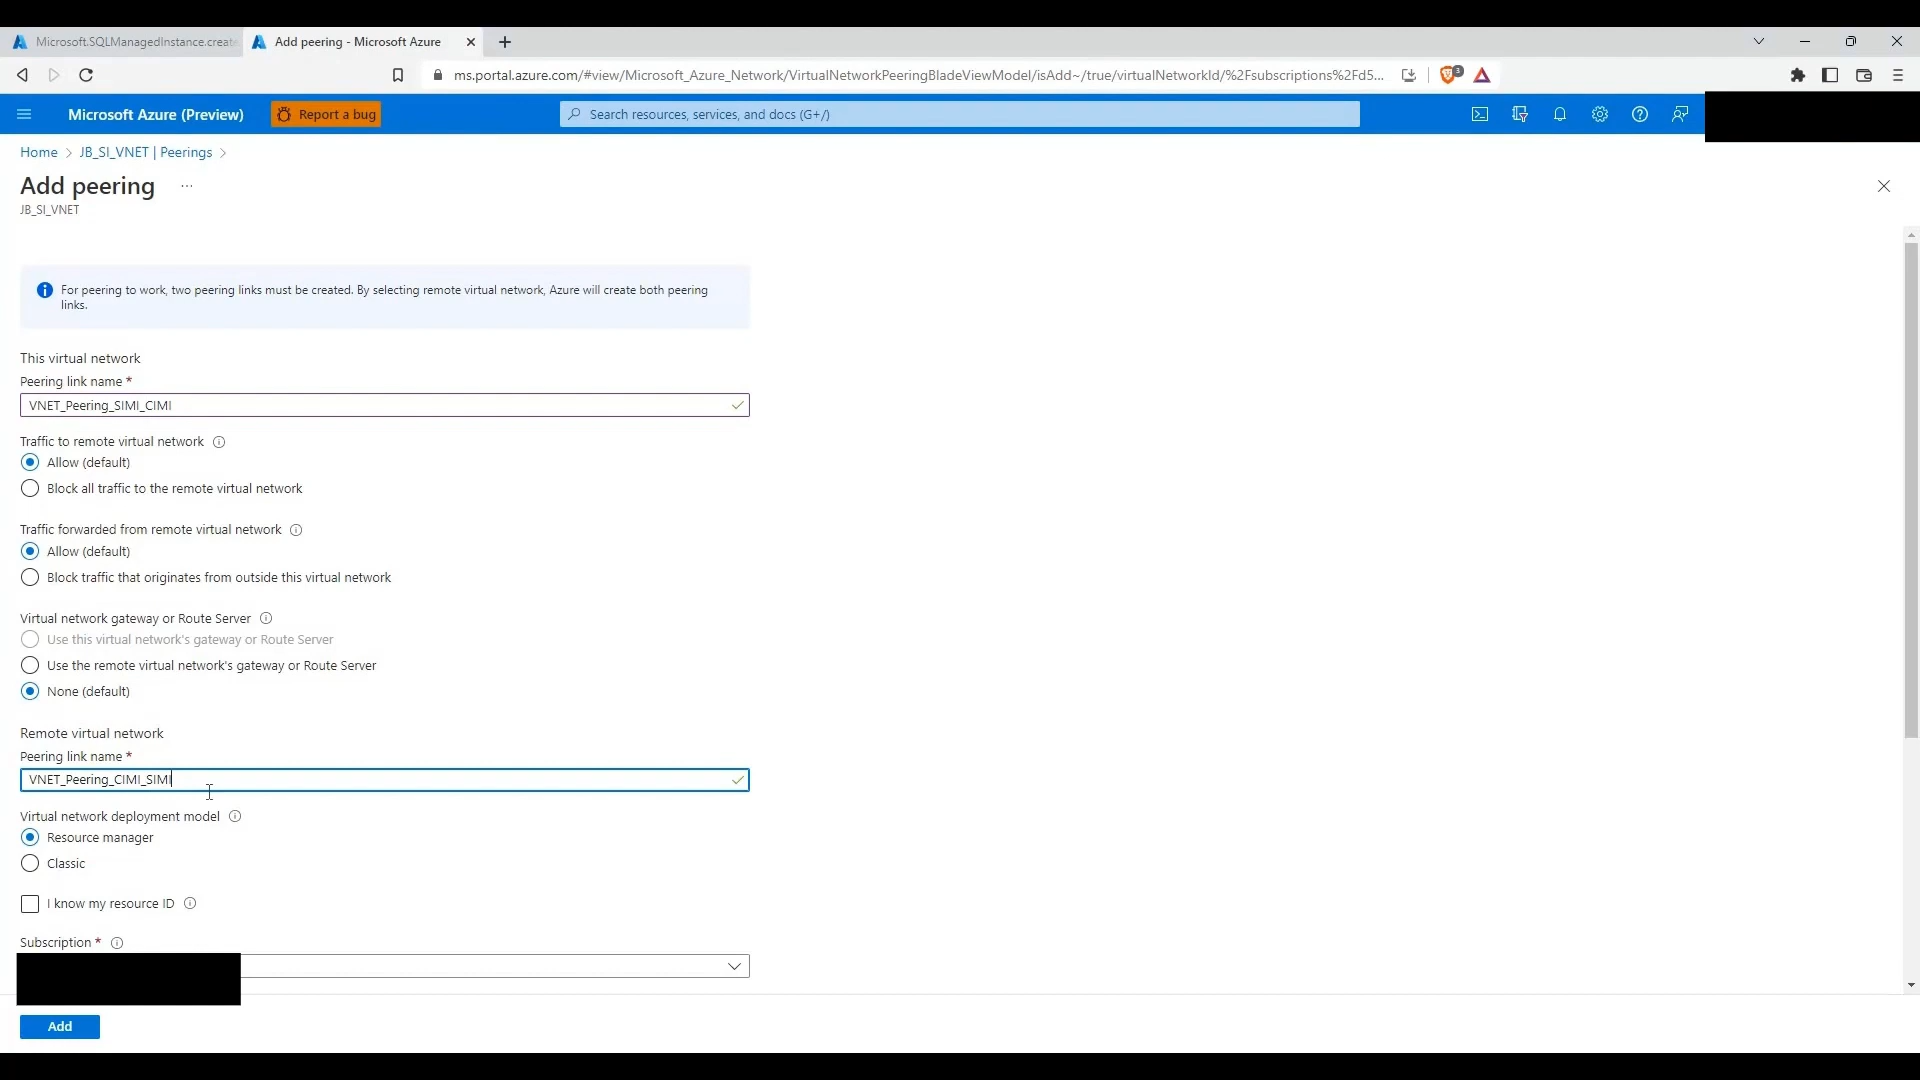 Microsoft.SQLManagedInstance.create
Add peering - Microsoft Azure
ms.portal.azure.com/#view/Microsoft_Azure_Network/VirtualNetworkPeeringBladeViewModel/isAdd~/true/virtualNetworkId/%2Fsubscriptions%2Fd5...
3
Microsoft Azure (Preview)
Report a bug
Search resources, services, and docs (G+/)
Home > JB_SI_VNET | Peerings >
Add peering ...
JB_SI_VNET
For peering to work, two peering links must be created. By selecting remote virtual network, Azure will create both peering
links.
This virtual network
Peering link name *
VNET_Peering_SIMI_CIMI
Traffic to remote virtual network
Allow (default)
Block all traffic to the remote virtual network
Traffic forwarded from remote virtual network
Allow (default)
Block traffic that originates from outside this virtual network
Virtual network gateway or Route Server
Use this virtual network's gateway or Route Server
Use the remote virtual network's gateway or Route Server
None (default)
Remote virtual network
Peering link name *
VNET_Peering_CIMI_SIMI
Virtual network deployment model
Resource manager
Classic
I know my resource ID
Subscription *
Add